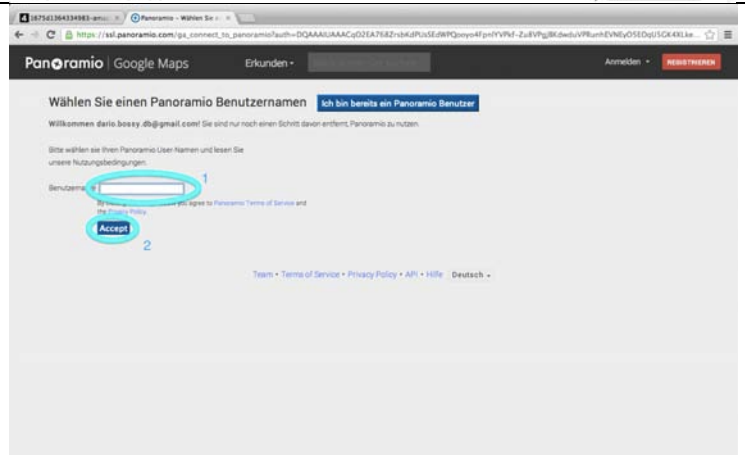 1675d1364334983-amu...
Panoramio - Wählen Sie e
https://ssl.panoramio.com/ga_connect_to_panoramio?auth=
Panoramio Google Maps Erkunden Anmelden REGISTRIEREN
Wählen Sie einen Panoramio Benutzernamen Ich bin bereits ein Panoramio Benutzer
Willkommen dario.bossy.db@gmail.com! Sie sind nur noch einen Schritt davon entfernt, Panoramio zu nutzen.
Bitte wählen sie Ihren Panoramio User Namen und lesen Sie
unsere Nutzungsbedingungen.
1
you agree to Panoramio Terms of Service and
the Privacy Policy.
Accept
2
Team • Terms of Service • Privacy Policy • API • Hilfe Deutsch